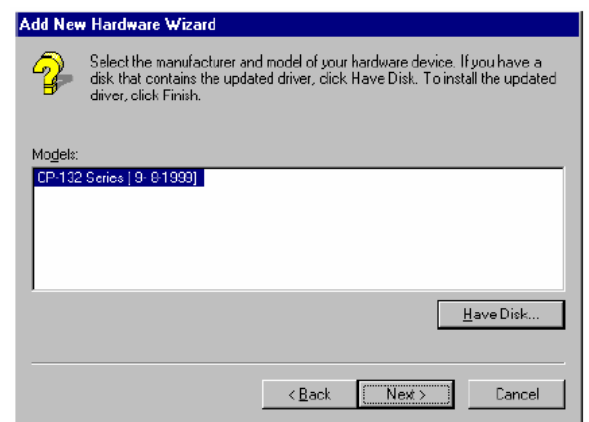 Add New Hardware Wizard
Select the manufacturer and model of your hardware device. If you have a
disk that contains the updated driver, click Have Disk. To install the updated
driver, click Finish.
Models:
CP-132 Series [ 9- 8-1999]
Have Disk...
< Back Next > Cancel